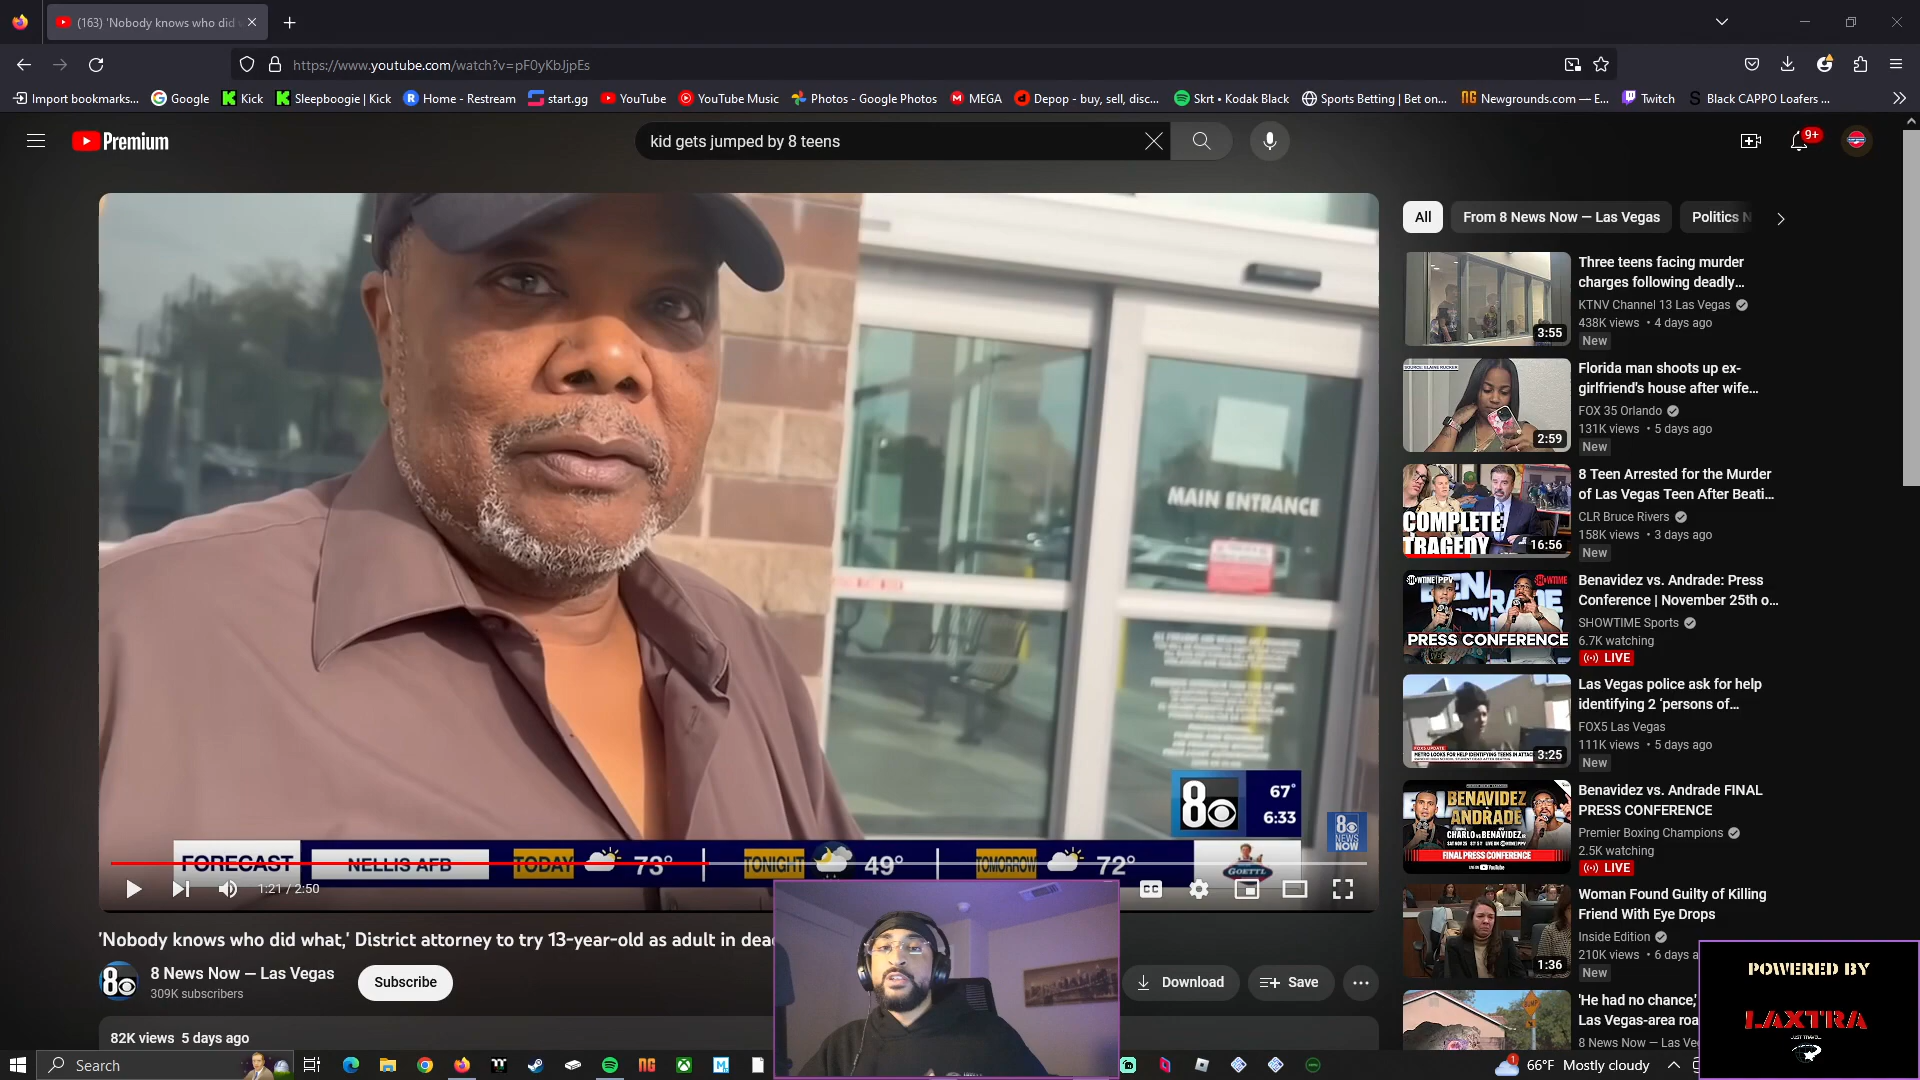 (163) 'Nobody knows who did
https://www.youtube.com/watch?v=pF0yKbJjpEs
Import bookmarks...
Google
Kick
Sleepboogie | Kick
Home - Restream
start.gg
YouTube
YouTube Music
Photos - Google Photos
MEGA
Depop - buy, sell, disc...
Skrt • Kodak Black
Sports Betting | Bet on...
Newgrounds.com — E...
Twitch
Black CAPPO Loafers ...
Premium
kid gets jumped by 8 teens
9+
MAIN ENTRANCE
8
67°
6:33
8 NEWS NOW
FORECAST
NELLIS AFB
TODAY
73°
TONIGHT
49°
TOMORROW
72°
GOETTL
1:21 / 2:50
CC
'Nobody knows who did what,' District attorney to try 13-year-old as adult in dea
8 News Now — Las Vegas
309K subscribers
Subscribe
Download
Save
82K views 5 days ago
All
From 8 News Now — Las Vegas
Politics N
Three teens facing murder
charges following deadly...
KTNV Channel 13 Las Vegas
438K views • 4 days ago
New
3:55
Florida man shoots up ex-
girlfriend's house after wife...
FOX 35 Orlando
131K views • 5 days ago
New
SOURCE: ELAINE RUCKER
2:59
8 Teen Arrested for the Murder
of Las Vegas Teen After Beati...
CLR Bruce Rivers
158K views • 3 days ago
New
COMPLETE
TRAGEDY
16:56
Benavidez vs. Andrade: Press
Conference | November 25th o...
SHOWTIME Sports
6.7K watching
LIVE
PRESS CONFERENCE
Las Vegas police ask for help
identifying 2 'persons of...
FOX5 Las Vegas
111K views • 5 days ago
New
3:25
Benavidez vs. Andrade FINAL
PRESS CONFERENCE
Premier Boxing Champions
2.5K watching
LIVE
BENAVIDEZ
ANDRADE
FINAL PRESS CONFERENCE
Woman Found Guilty of Killing
Friend With Eye Drops
Inside Edition
210K views • 6 days a
New
1:36
'He had no chance,'
Las Vegas-area roa
8 News Now — Las Ve
POWERED BY
LAXTRA
Search
66°F Mostly cloudy